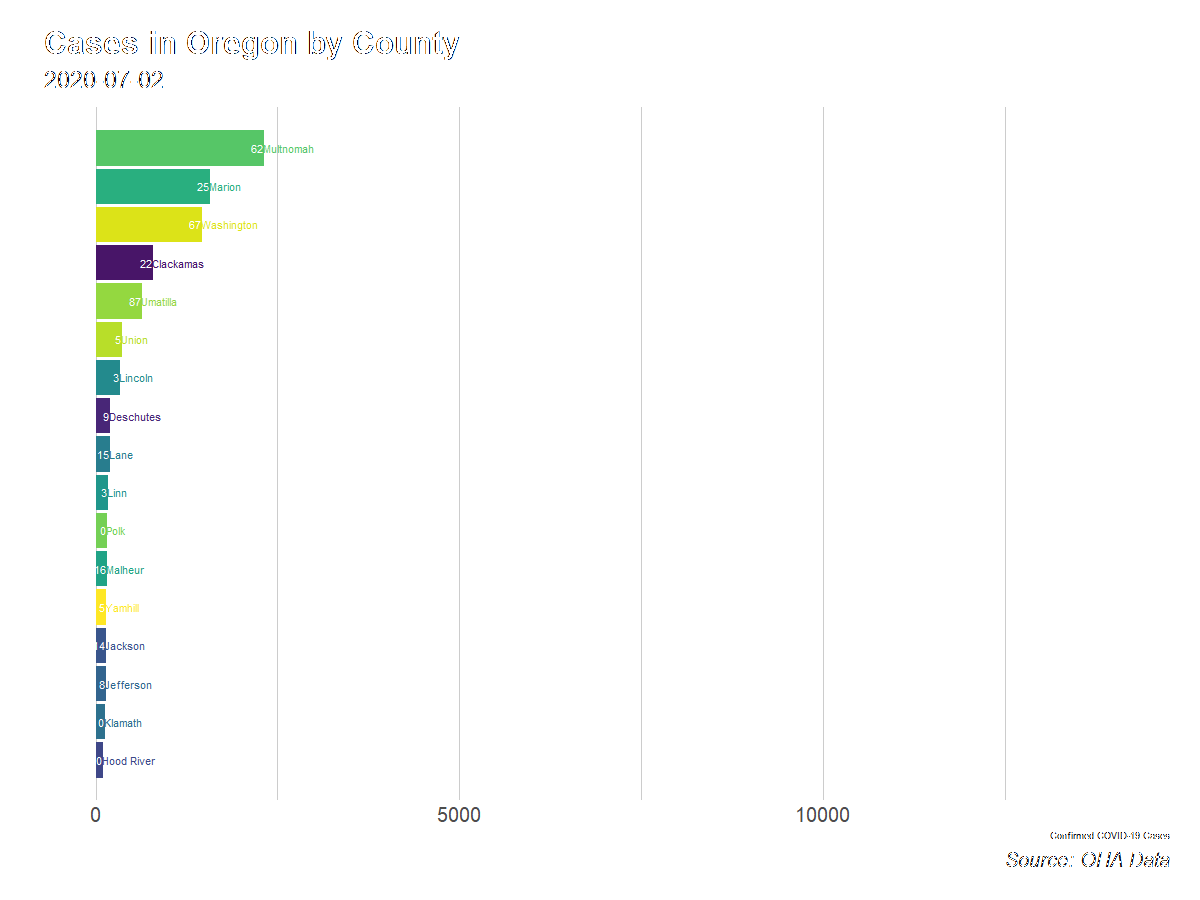 Cases in Oregon by County
2020-07-02
62Multnomah
25Marion
67Washington
22Clackamas
87Umatilla
5Union
3Lincoln
9Deschutes
15Lane
3Linn
0Polk
16Malheur
5Yamhill
14Jackson
8Jefferson
0Klamath
0Hood River
0 5000 10000
Confirmed COVID-19 Cases
Source: OHA Data